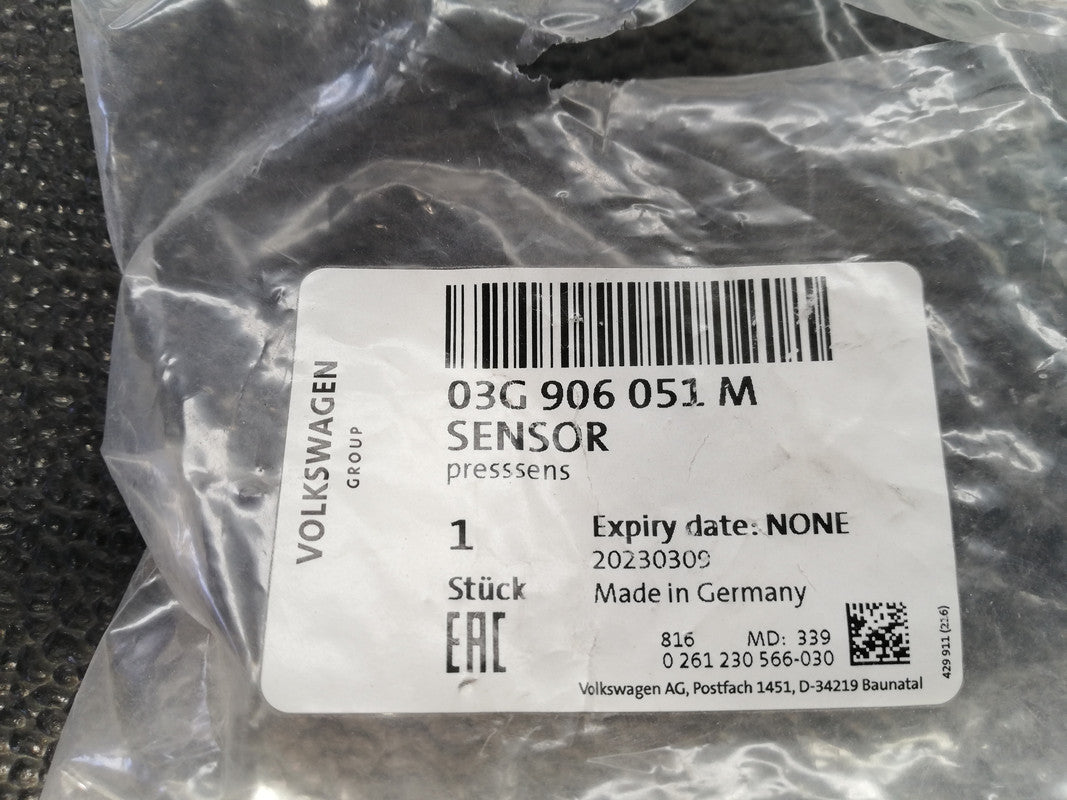 VOLKSWAGEN
GROUP
03G 906 051 M
SENSOR
presssens
1
Stück
EAC
Expiry date: NONE
20230309
Made in Germany
816 MD: 339
0 261 230 566-030
Volkswagen AG, Postfach 1451, D-34219 Baunatal
429 911 (21.6)